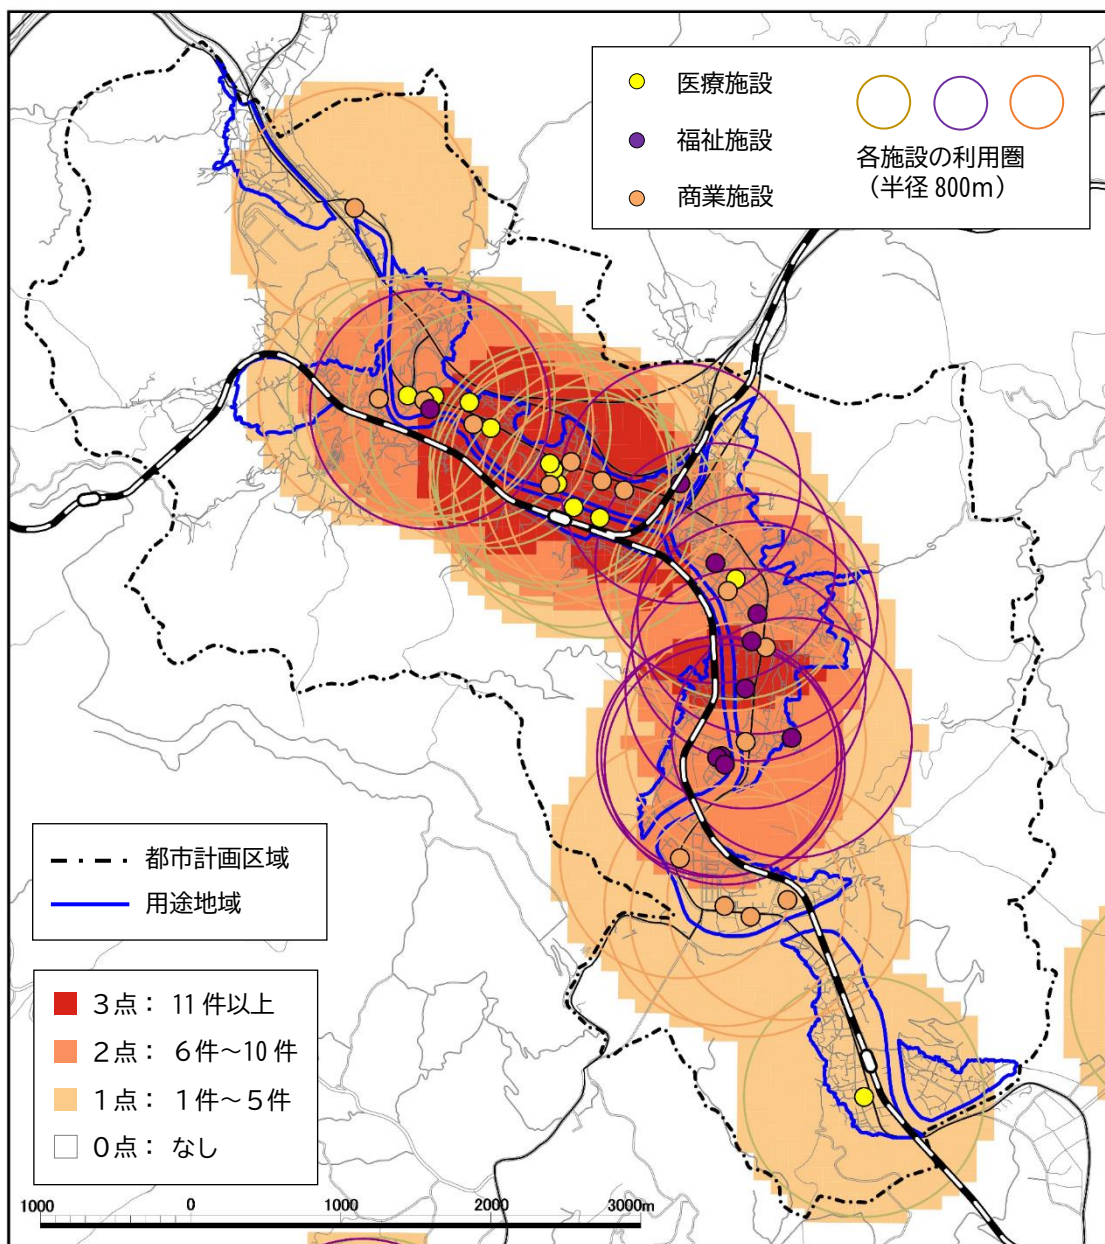 医療施設
福祉施設
商業施設
各施設の利用圏
（半径 800m）
都市計画区域
用途地域
３点： 11 件以上
２点： ６件～10 件
１点： １件～５件
０点： なし
1000 0 1000 2000 3000m